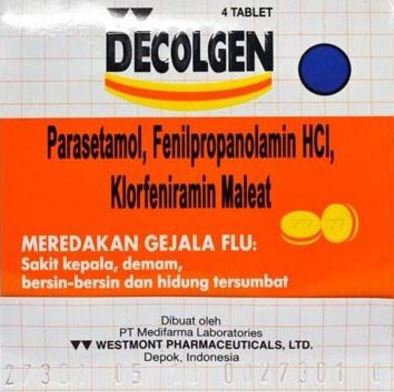 4 TABLET
DECOLGEN
Parasetamol, Fenilpropanolamin HCl,
Klorfeniramin Maleat
MEREDAKAN GEJALA FLU:
Sakit kepala, demam,
bersin-bersin dan hidung tersumbat
Dibuat oleh
PT Medifarma Laboratories
WESTMONT PHARMACEUTICALS, LTD.
Depok, Indonesia